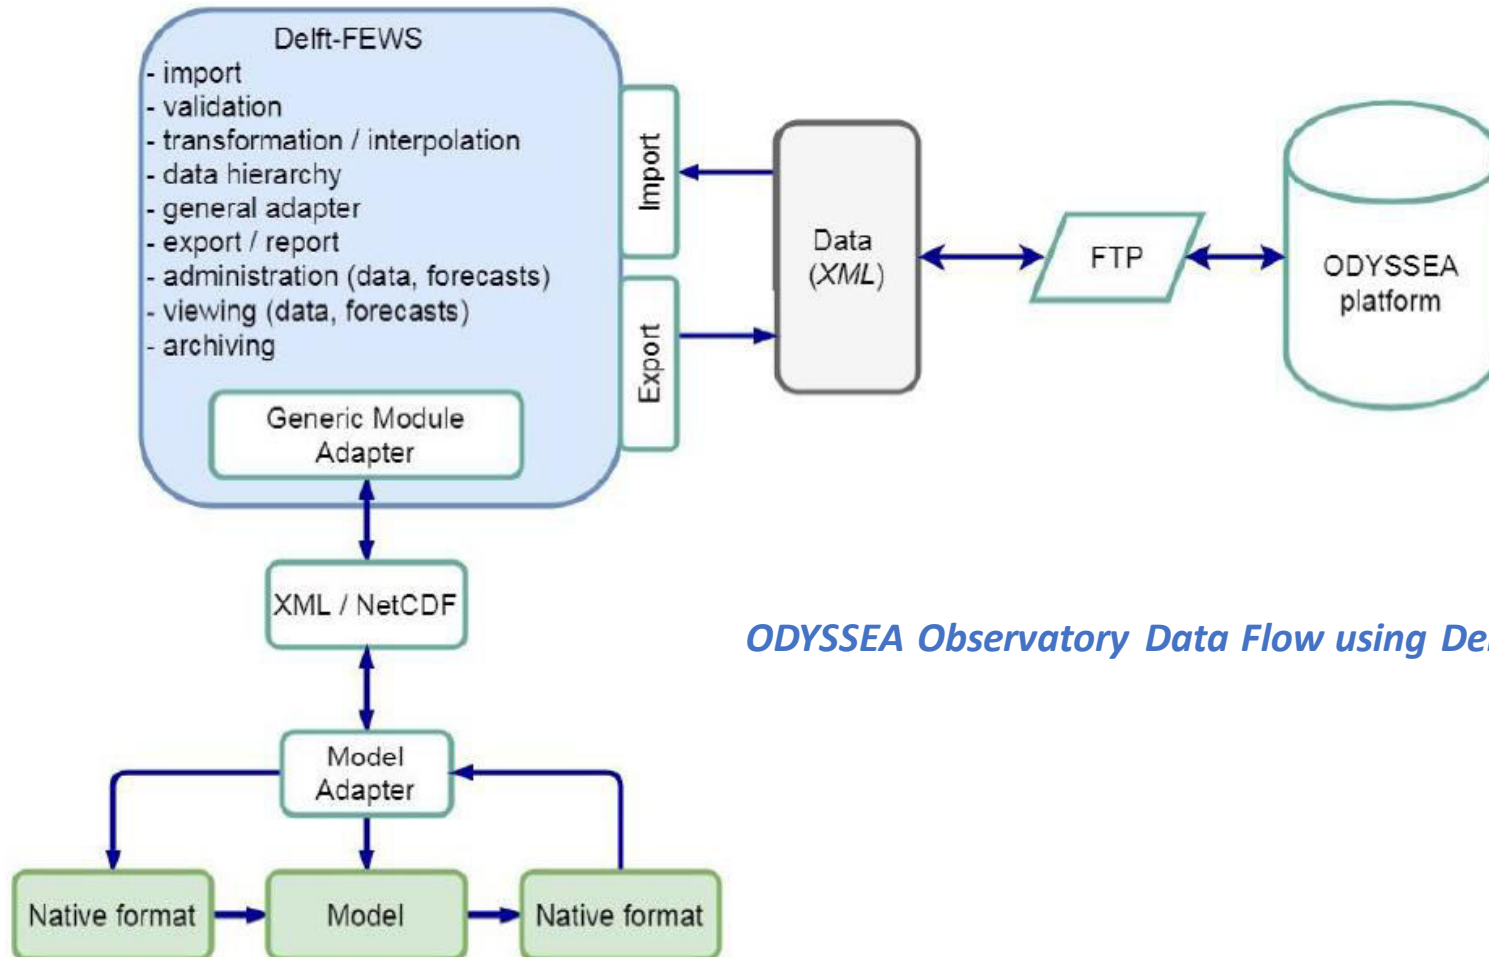 Delft-FEWS
- import
- validation
- transformation / interpolation
- data hierarchy
- general adapter
- export / report
- administration (data, forecasts)
- viewing (data, forecasts)
- archiving
Generic Module
Adapter
Import
Export
Data
(XML)
FTP
ODYSSEA
platform
XML / NetCDF
ODYSSEA Observatory Data Flow using
Model
Adapter
Native format
Model
Native format